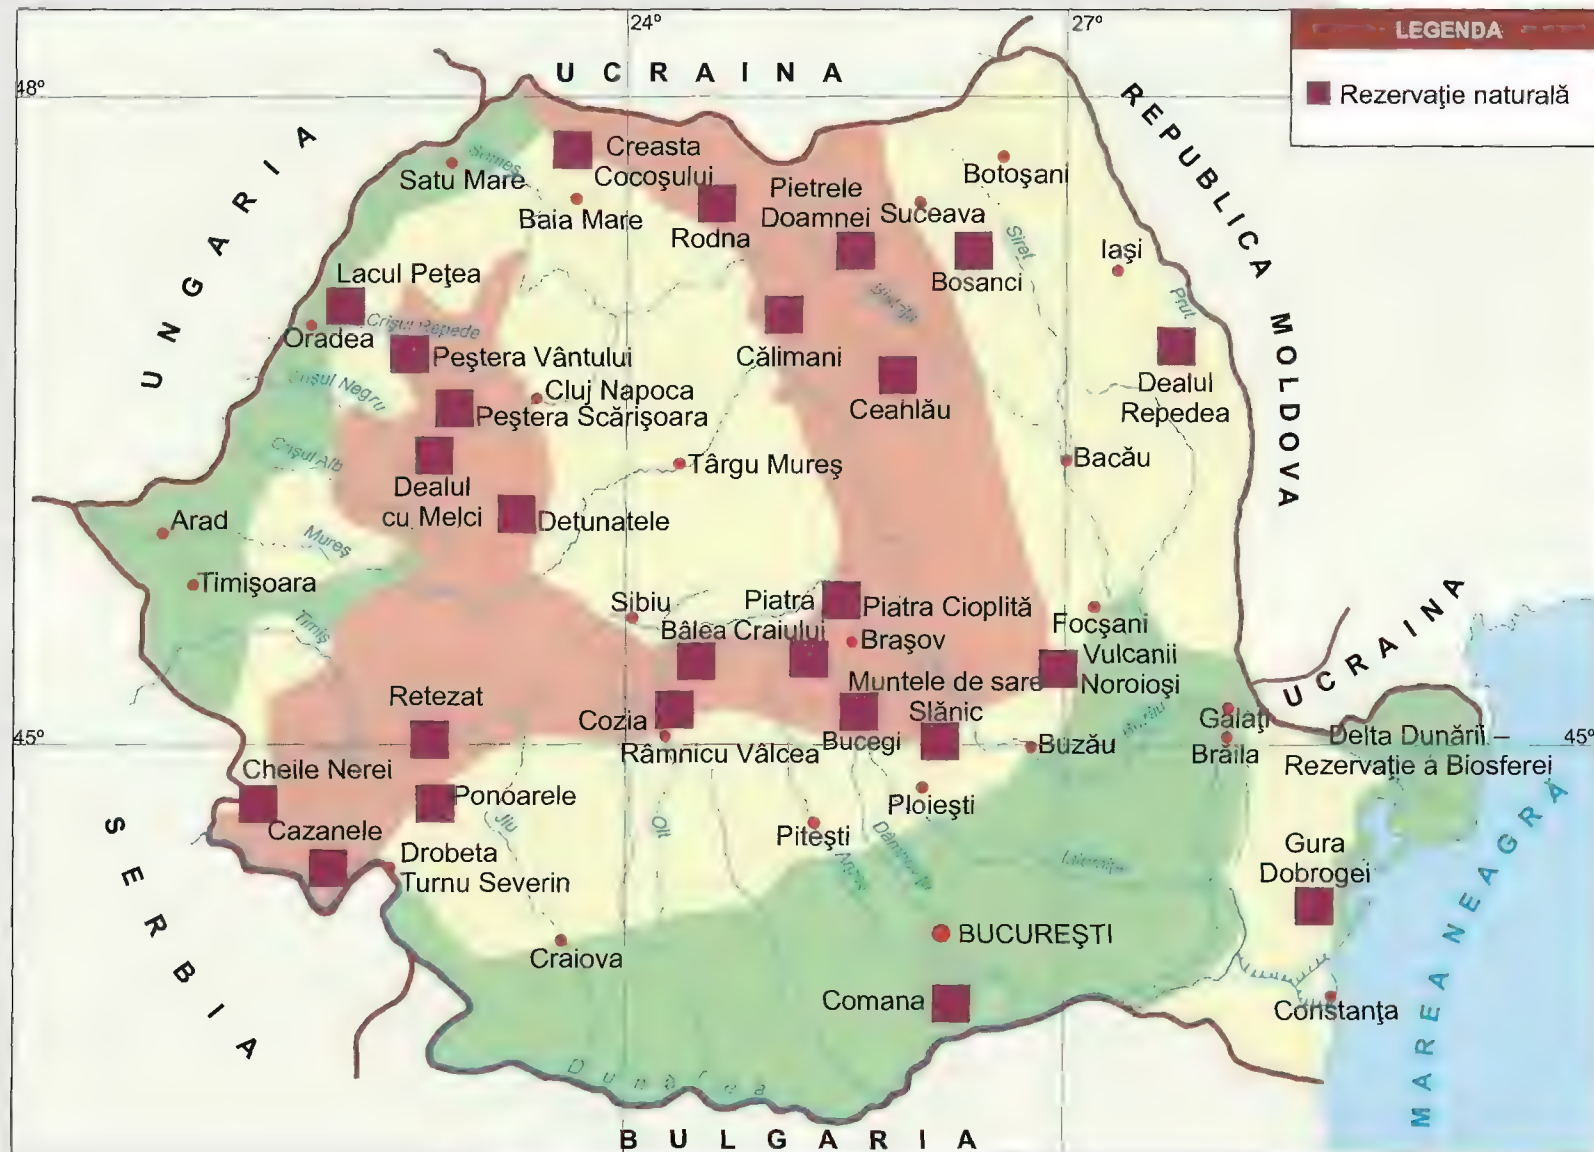 24°
27°
LEGENDA
Rezervaţie naturală
UCRAINA
48°
REPUBLICA MOLDOVA
UNGARIA
Someş
Satu Mare
Creasta
Cocoşului
Baia Mare
Rodna
Pietrele
Doamnei
Suceava
Botoşani
Siret
Bosanci
Iaşi
Prut
Lacul Peţea
Oradea
Crişul Repede
Peştera Vântului
Crişul Negru
Cluj Napoca
Peştera Scărişoara
Călimani
Bistriţa
Ceahlău
Dealul
Repedea
Crişul Alb
Dealul
cu Melci
Detunatele
Târgu Mureş
Bacău
Arad
Mureş
Timişoara
Timiş
Sibiu
Piatra
Craiului
Bâlea
Piatra Cioplită
Braşov
Focşani
Vulcanii
Noroioşi
UCRAINA
Retezat
Cozia
Râmnicu Vâlcea
Muntele de sare
Slănic
Bucegi
Buzău
Buzău
Galaţi
Brăila
Delta Dunării –
Rezervaţie a Biosferei
45°
45°
Cheile Nerei
Ponoarele
Cazanele
Drobeta
Turnu Severin
Jiu
Olt
Piteşti
Argeş
Dâmboviţa
Ploieşti
Ialomiţa
Gura
Dobrogei
SERBIA
Craiova
BUCUREŞTI
Comana
Constanţa
MAREA NEAGRĂ
Dunărea
BULGARIA